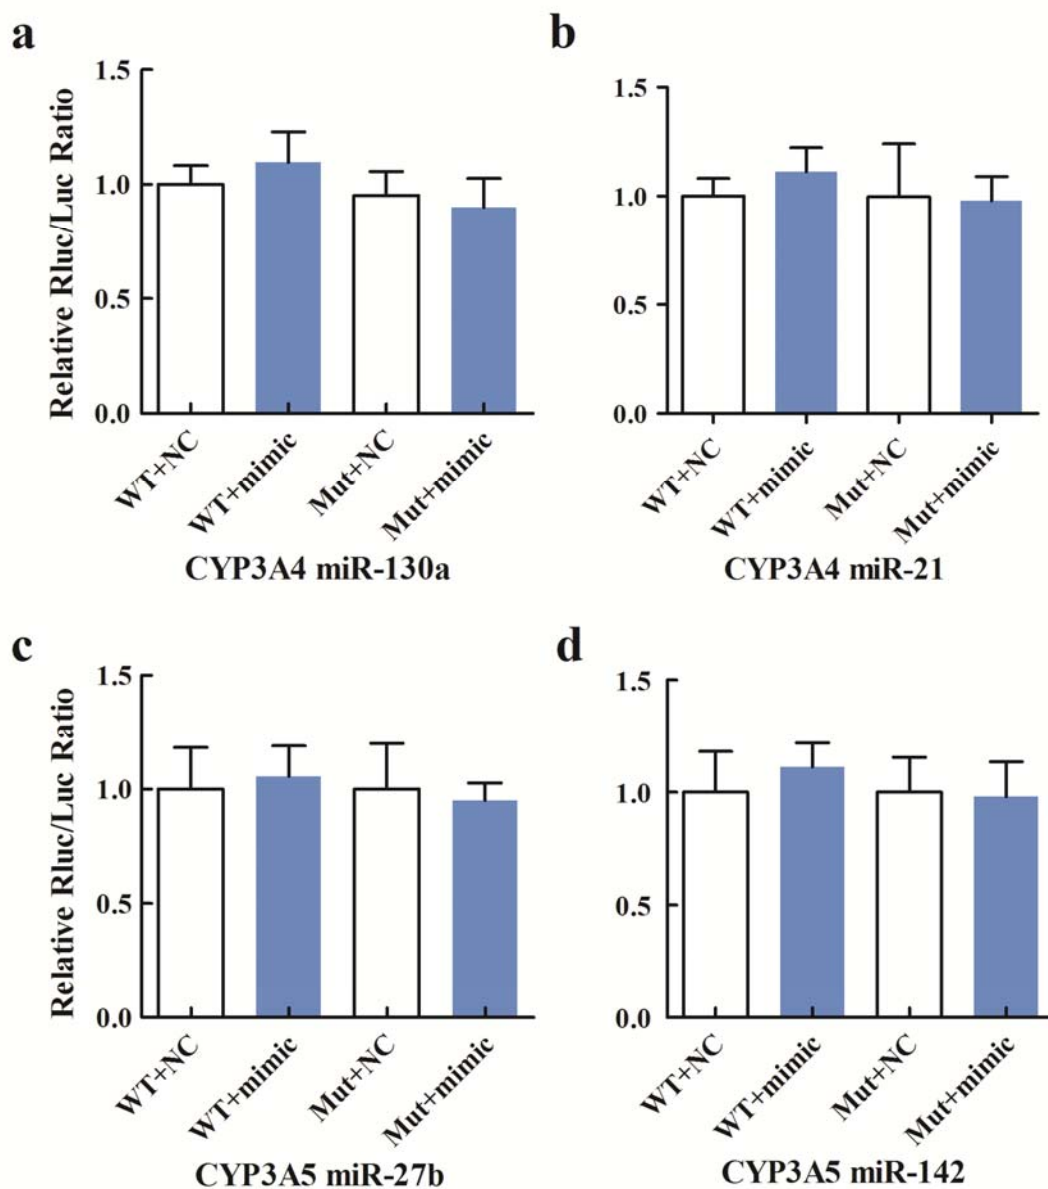 a
Relative Rluc/Luc Ratio
1.5
1.0
0.5
0.0
WT+NC
WT+mimic
Mut+NC
Mut+mimic
CYP3A4 miR-130a
b
1.5
1.0
0.5
0.0
WT+NC
WT+mimic
Mut+NC
Mut+mimic
CYP3A4 miR-21
c
Relative Rluc/Luc Ratio
1.5
1.0
0.5
0.0
WT+NC
WT+mimic
Mut+NC
Mut+mimic
CYP3A5 miR-27b
d
1.5
1.0
0.5
0.0
WT+NC
WT+mimic
Mut+NC
Mut+mimic
CYP3A5 miR-142